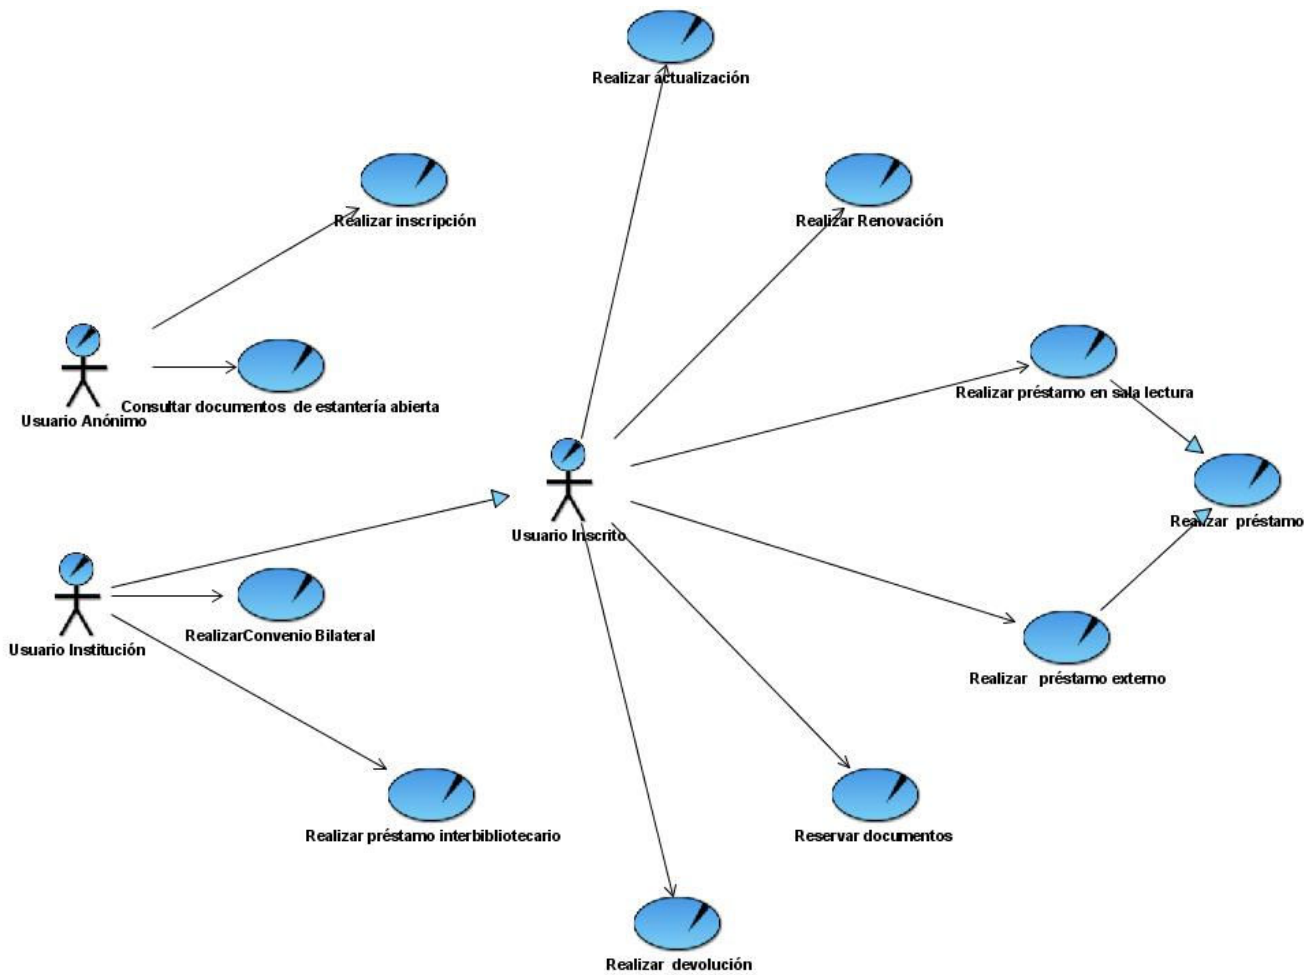 Realizar actualización
Realizar inscripción
Realizar Renovación
Consultar documentos de estantería abierta
Realizar préstamo en sala lectura
Usuario Anónimo
Realizar préstamo
Usuario Inscrito
RealizarConvenio Bilateral
Usuario Institución
Realizar préstamo externo
Realizar préstamo interbibliotecario
Reservar documentos
Realizar devolución